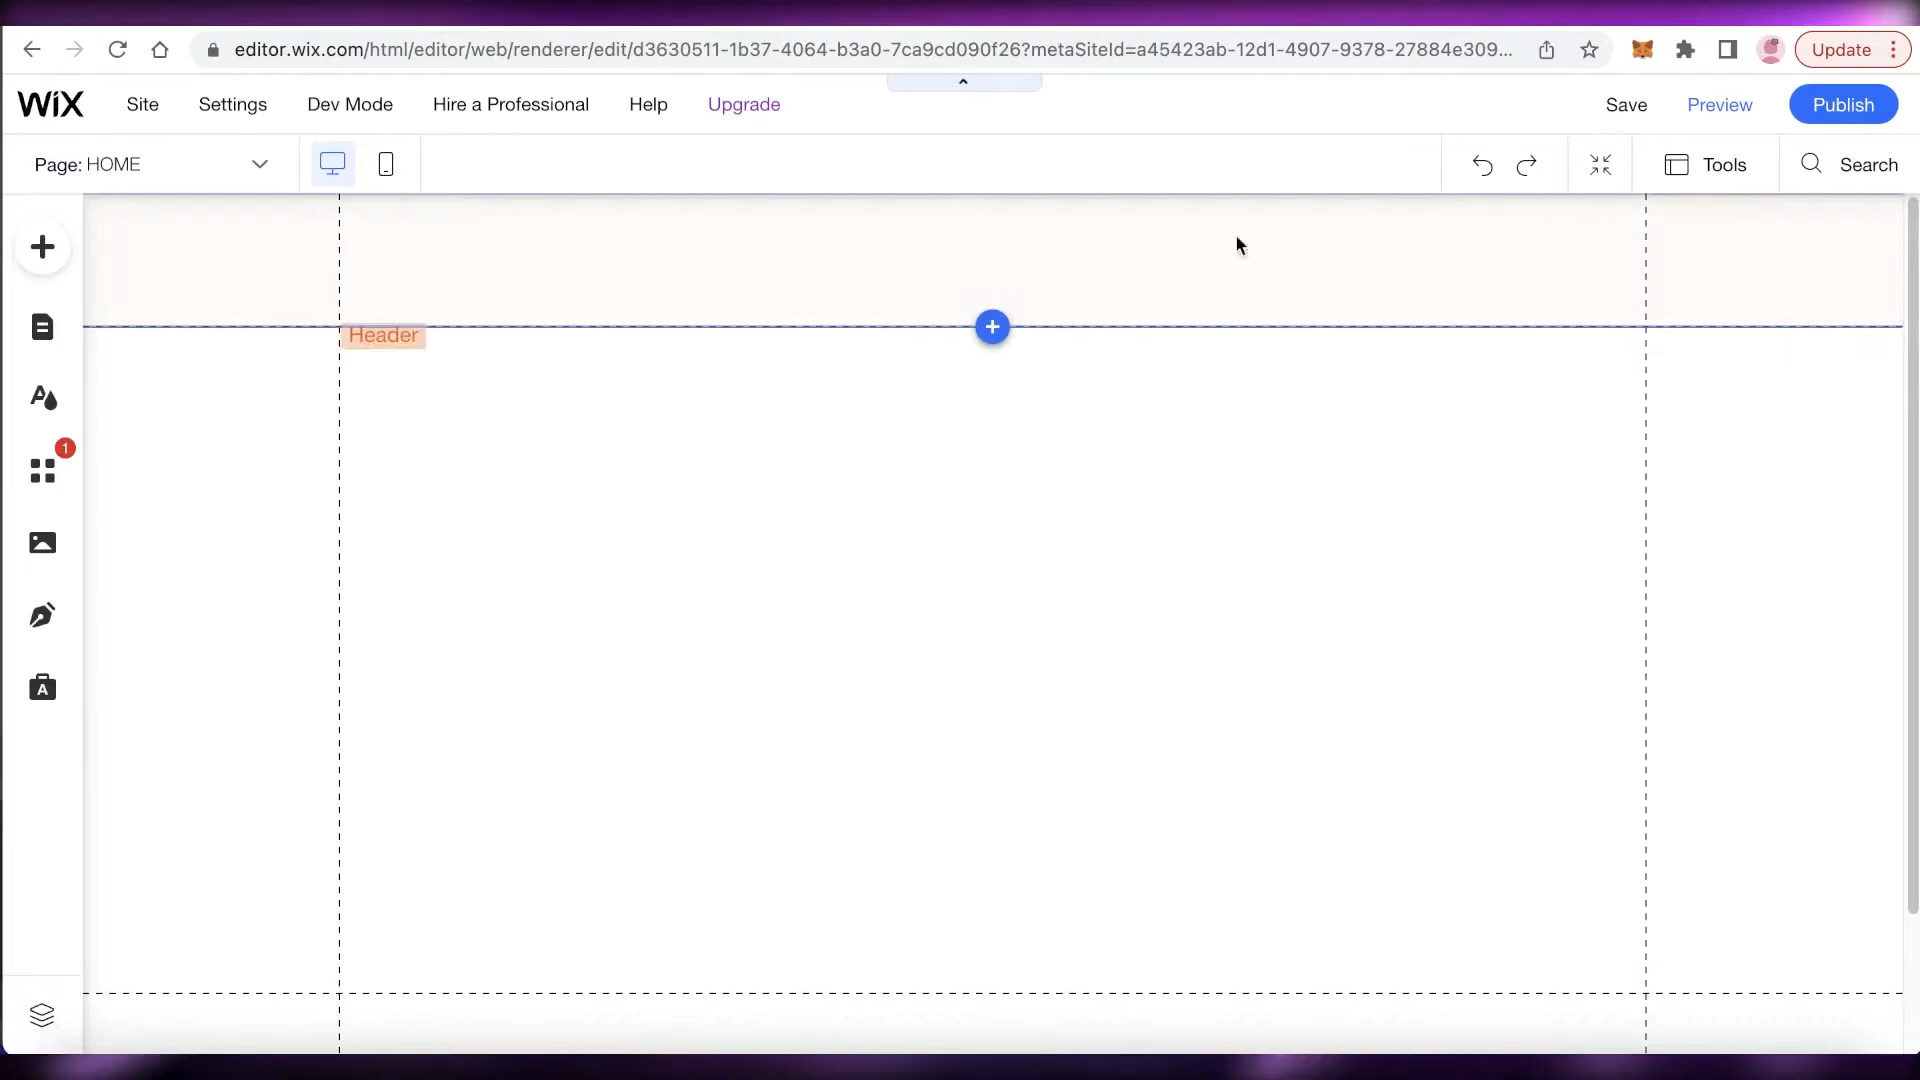 editor.wix.com/html/editor/web/renderer/edit/d3630511-1b37-4064-b3a0-7ca9cd090f26?metaSiteId=a45423ab-12d1-4907-9378-27884e309...
Update
WiX Site Settings Dev Mode Hire a Professional Help Upgrade Save Preview Publish
Page: HOME Tools Search
Header
1
A